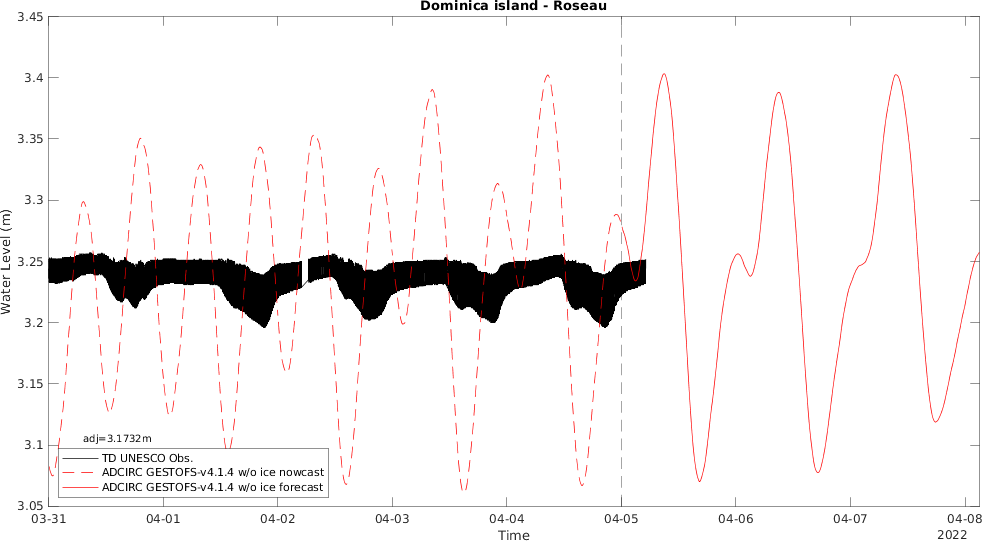 Dominica island - Roseau
3.45
3.4
3.35
3.3
3.25
3.2
3.15
3.1
3.05
Water Level (m)
adj=3.1732m
TD UNESCO Obs.
ADCIRC GESTOFS-v4.1.4 w/o ice nowcast
ADCIRC GESTOFS-v4.1.4 w/o ice forecast
03-31 04-01 04-02 04-03 04-04 04-05 04-06 04-07 04-08
Time
2022